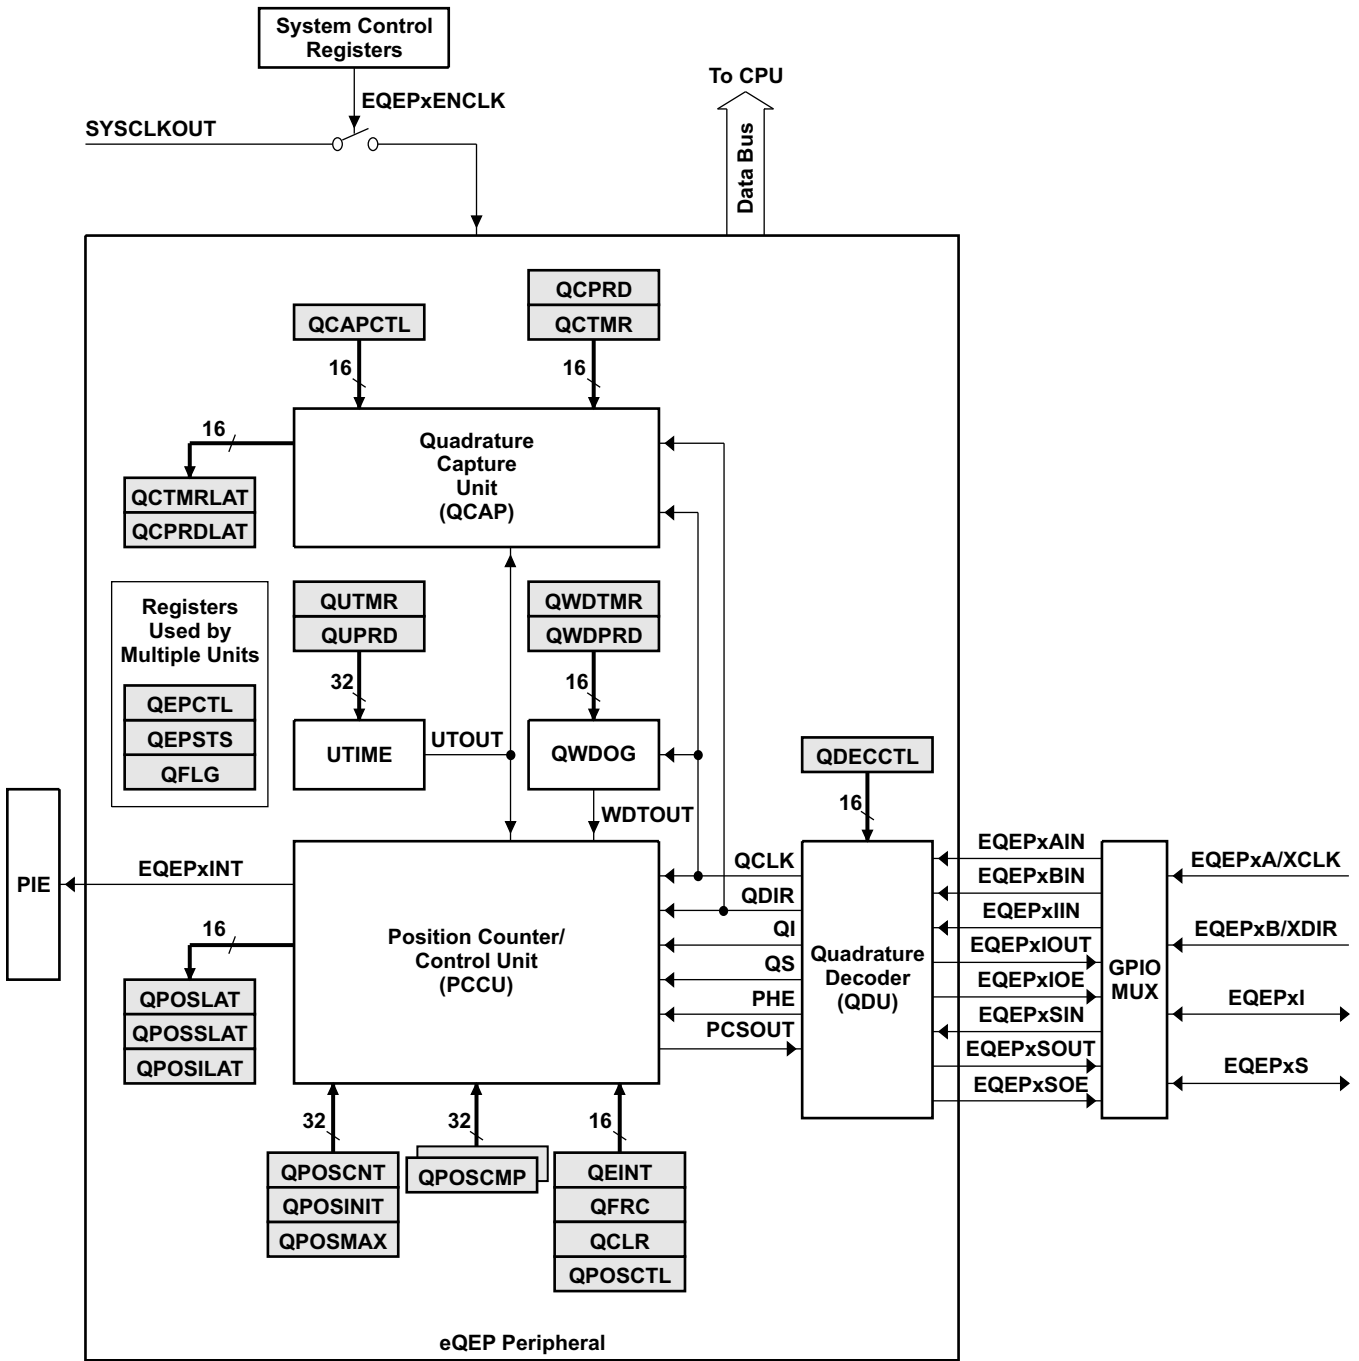 System Control
Registers
To CPU
EQEPxENCLK
SYSCLKOUT
Data Bus
QCPRD
QCAPCTL
QCTMR
16
16
16
Quadrature
Capture
Unit
(QCAP)
QCTMRLAT
QCPRDLAT
Registers
Used by
Multiple Units
QEPCTL
QEPSTS
QFLG
QUTMR
QUPRD
32
UTIME
UTOUT
QWDTMR
QWDPRD
16
QWDOG
WDTOUT
QDECCTL
16
PIE
EQEPxINT
16
QPOSLAT
QPOSSLAT
QPOSILAT
Position Counter/
Control Unit
(PCCU)
QCLK
QDIR
QI
QS
PHE
PCSOUT
Quadrature
Decoder
(QDU)
EQEPxAIN
EQEPxBIN
EQEPxIIN
EQEPxIOUT
EQEPxIOE
EQEPxSIN
EQEPxSOUT
EQEPxSOE
GPIO
MUX
EQEPxA/XCLK
EQEPxB/XDIR
EQEPxI
EQEPxS
32
32
16
QPOSCNT
QPOSINIT
QPOSMAX
QPOSCMP
QEINT
QFRC
QCLR
QPOSCTL
eQEP Peripheral